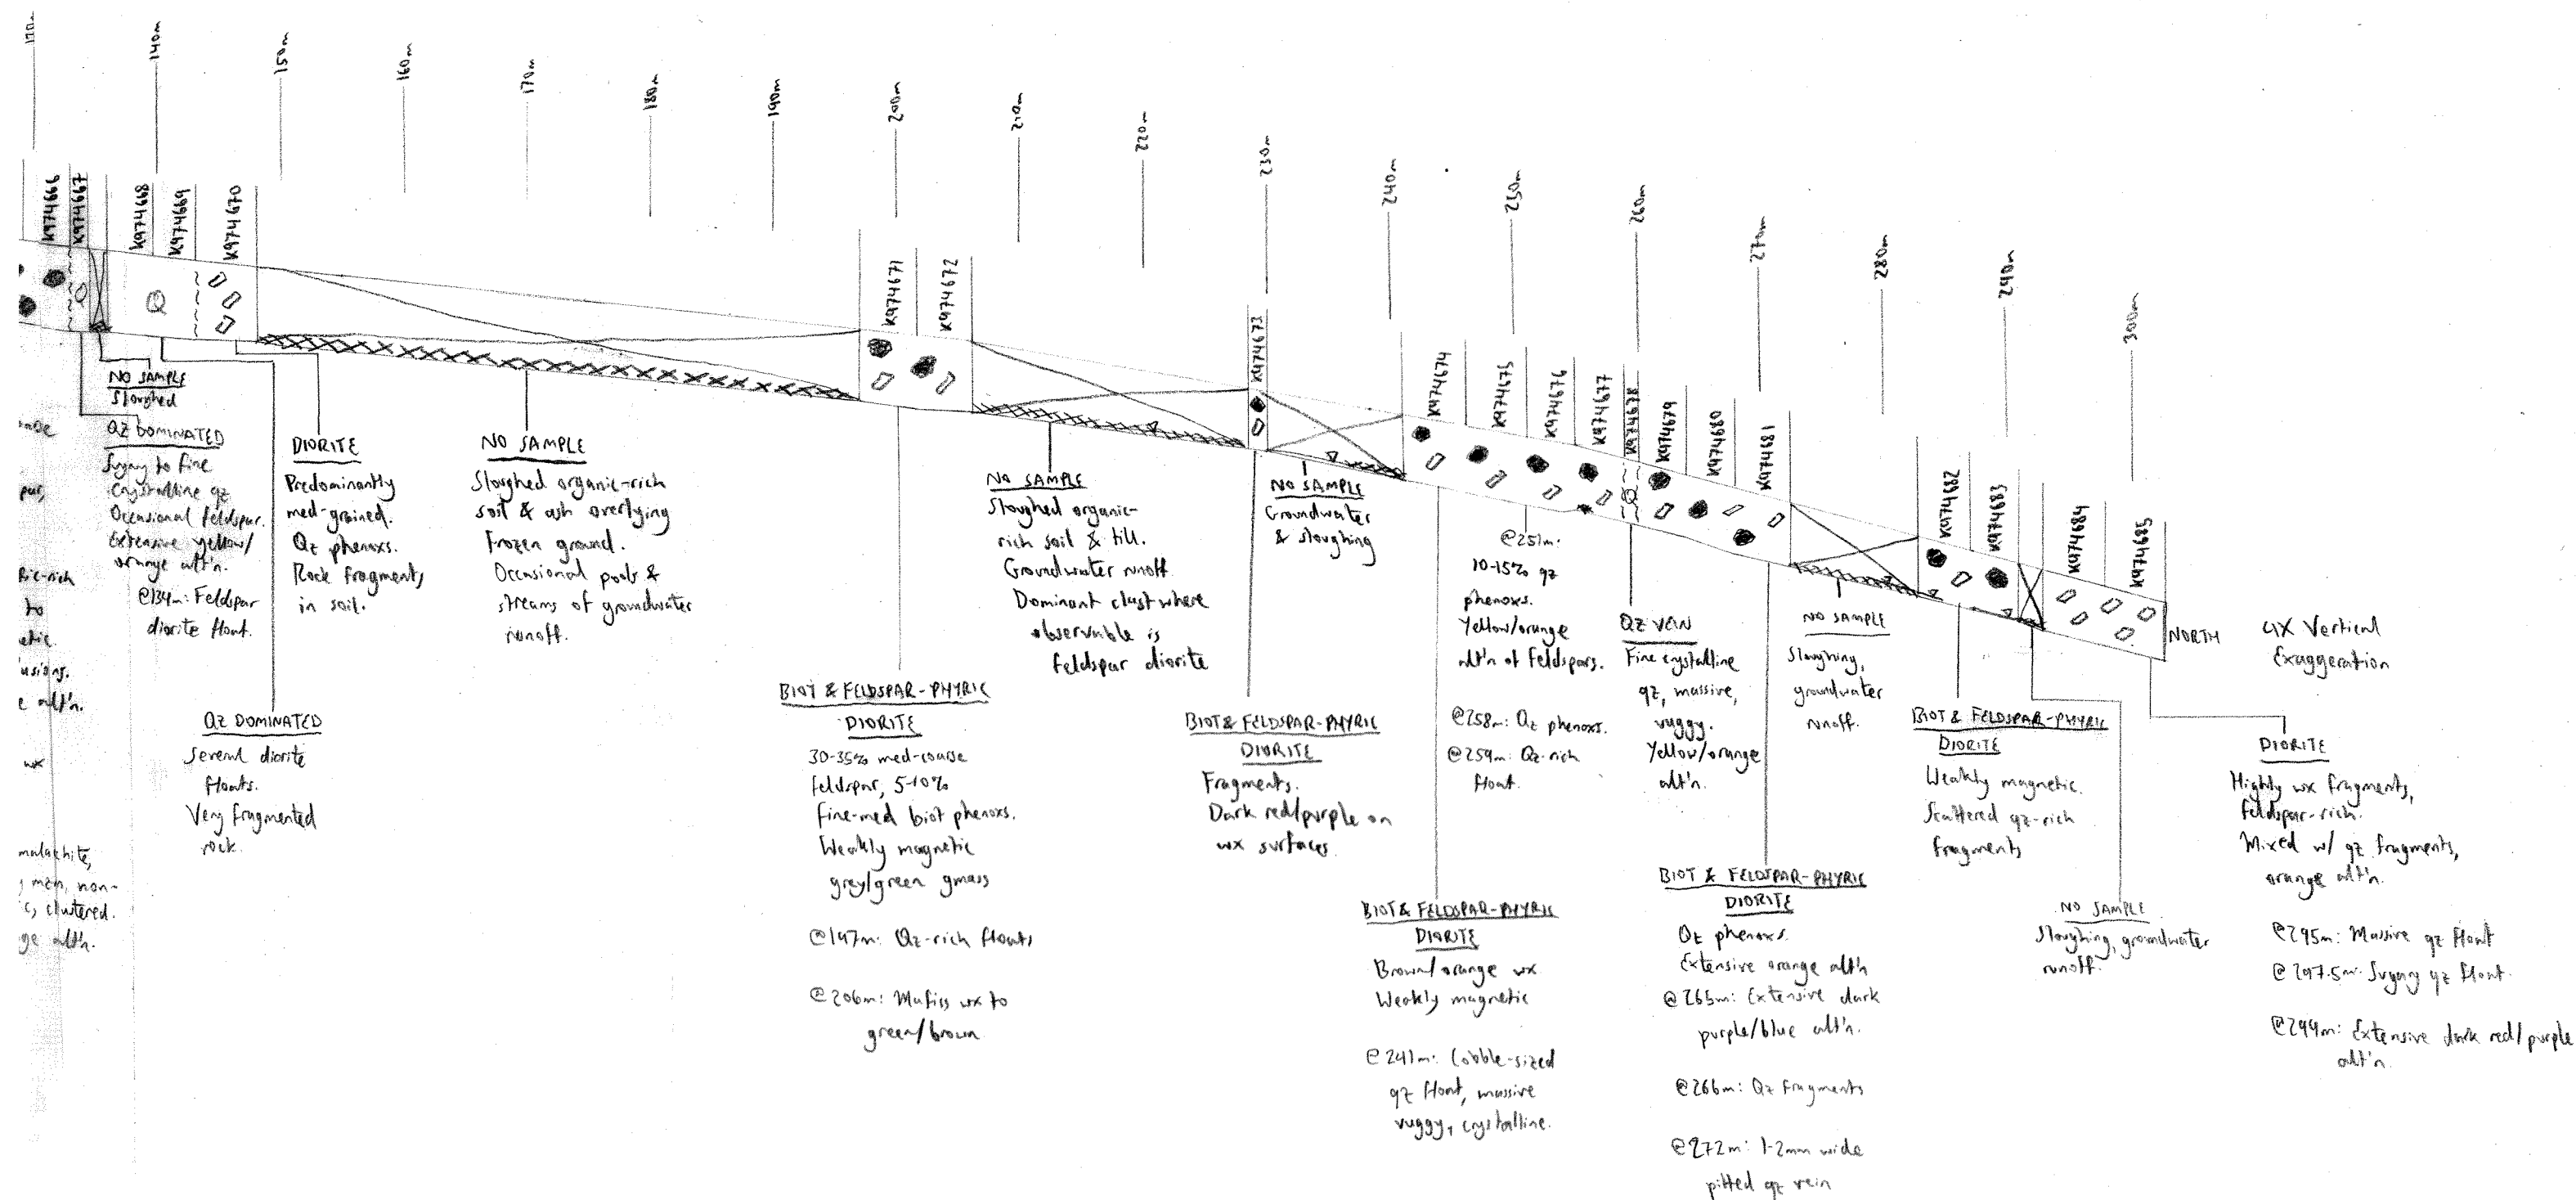 140m
150m
160m
170m
180m
190m
200m
210m
220m
230m
240m
250m
260m
270m
280m
290m
300m
K974666
K974667
K974668
K974669
K974670
K974671
K974672
K974673
K974674
K974675
K974676
K974677
K974678
K974679
K974680
K974681
K974682
K974683
K974684
K974685
Q
Q
Q
NORTH
4X Vertical
Exaggeration
pur,
ric-rich
to
etic.
usions.
e alt'n.
wx
malachite,
men, non-
c, clustered.
ge alt'n.
NO SAMPLE
Sloughed
QZ DOMINATED
Sugary to fine
crystalline qz
Occasional feldspar.
Extensive yellow/
orange alt'n.
@134m: Feldspar
diorite float.
QZ DOMINATED
Several diorite
floats.
Very fragmented
rock.
DIORITE
Predominantly
med-grained.
Qz phenoxs.
Rock fragments
in soil.
NO SAMPLE
Sloughed organic-rich
soil & ash overlying
frozen ground.
Occasional pools &
streams of groundwater
runoff.
BIOT & FELDSPAR-PHYRIC
DIORITE
30-35% med-coarse
feldspar, 5-10%
fine-med biot phenoxs.
Weakly magnetic
grey/green gmass
@197m: Qz-rich floats
@206m: Mafics wx to
green/brown
NO SAMPLE
Sloughed organic-
rich soil & till.
Groundwater runoff.
Dominant clast where
observable is
feldspar diorite
BIOT & FELDSPAR-PHYRIC
DIORITE
Fragments.
Dark red/purple on
wx surfaces.
NO SAMPLE
Groundwater
& sloughing
BIOT & FELDSPAR-PHYRIC
DIORITE
Brown/orange wx
Weakly magnetic
@241m: Cobble-sized
qz float, massive
vuggy, crystalline.
@251m:
10-15% qz
phenoxs.
Yellow/orange
alt'n of feldspars.
@258m: Qz phenoxs.
@259m: Qz-rich
float.
QZ VEIN
Fine crystalline
qz, massive,
vuggy.
Yellow/orange
alt'n.
BIOT & FELDSPAR-PHYRIC
DIORITE
Qz phenoxs.
Extensive orange alt'n
@265m: Extensive dark
purple/blue alt'n.
@266m: Qz fragments
@272m: 1-2mm wide
pitted qz vein
NO SAMPLE
Sloughing,
groundwater
runoff.
BIOT & FELDSPAR-PHYRIC
DIORITE
Weakly magnetic.
Scattered qz-rich
fragments
NO SAMPLE
Sloughing, groundwater
runoff.
DIORITE
Highly wx fragments,
feldspar-rich.
Mixed w/ qz fragments,
orange alt'n.
@295m: Massive qz float
@297.5m: Sugary qz float.
@299m: Extensive dark red/purple
alt'n.